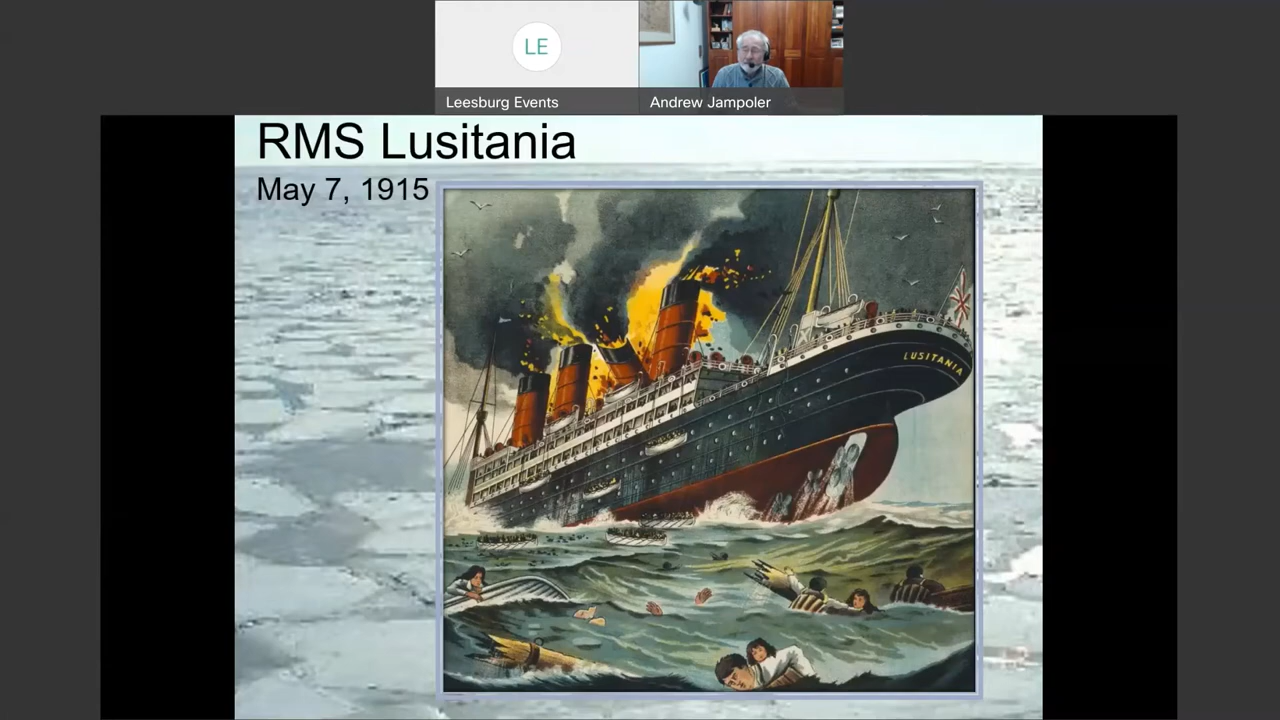 LE
Leesburg Events
Andrew Jampoler
RMS Lusitania
May 7, 1915
LUSITANIA